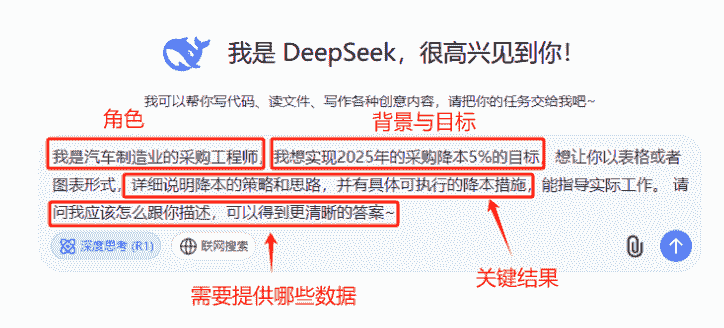 我是 DeepSeek，很高兴见到你！
我可以帮你写代码、读文件、写作各种创意内容，请把你的任务交给我吧~
角色
背景与目标
我是汽车制造业的采购工程师，我想实现2025年的采购降本5%的目标，想让你以表格或者
图表形式，详细说明降本的策略和思路，并有具体可执行的降本措施，能指导实际工作。 请
问我应该怎么跟你描述，可以得到更清晰的答案~
深度思考 (R1)
联网搜索
需要提供哪些数据
关键结果